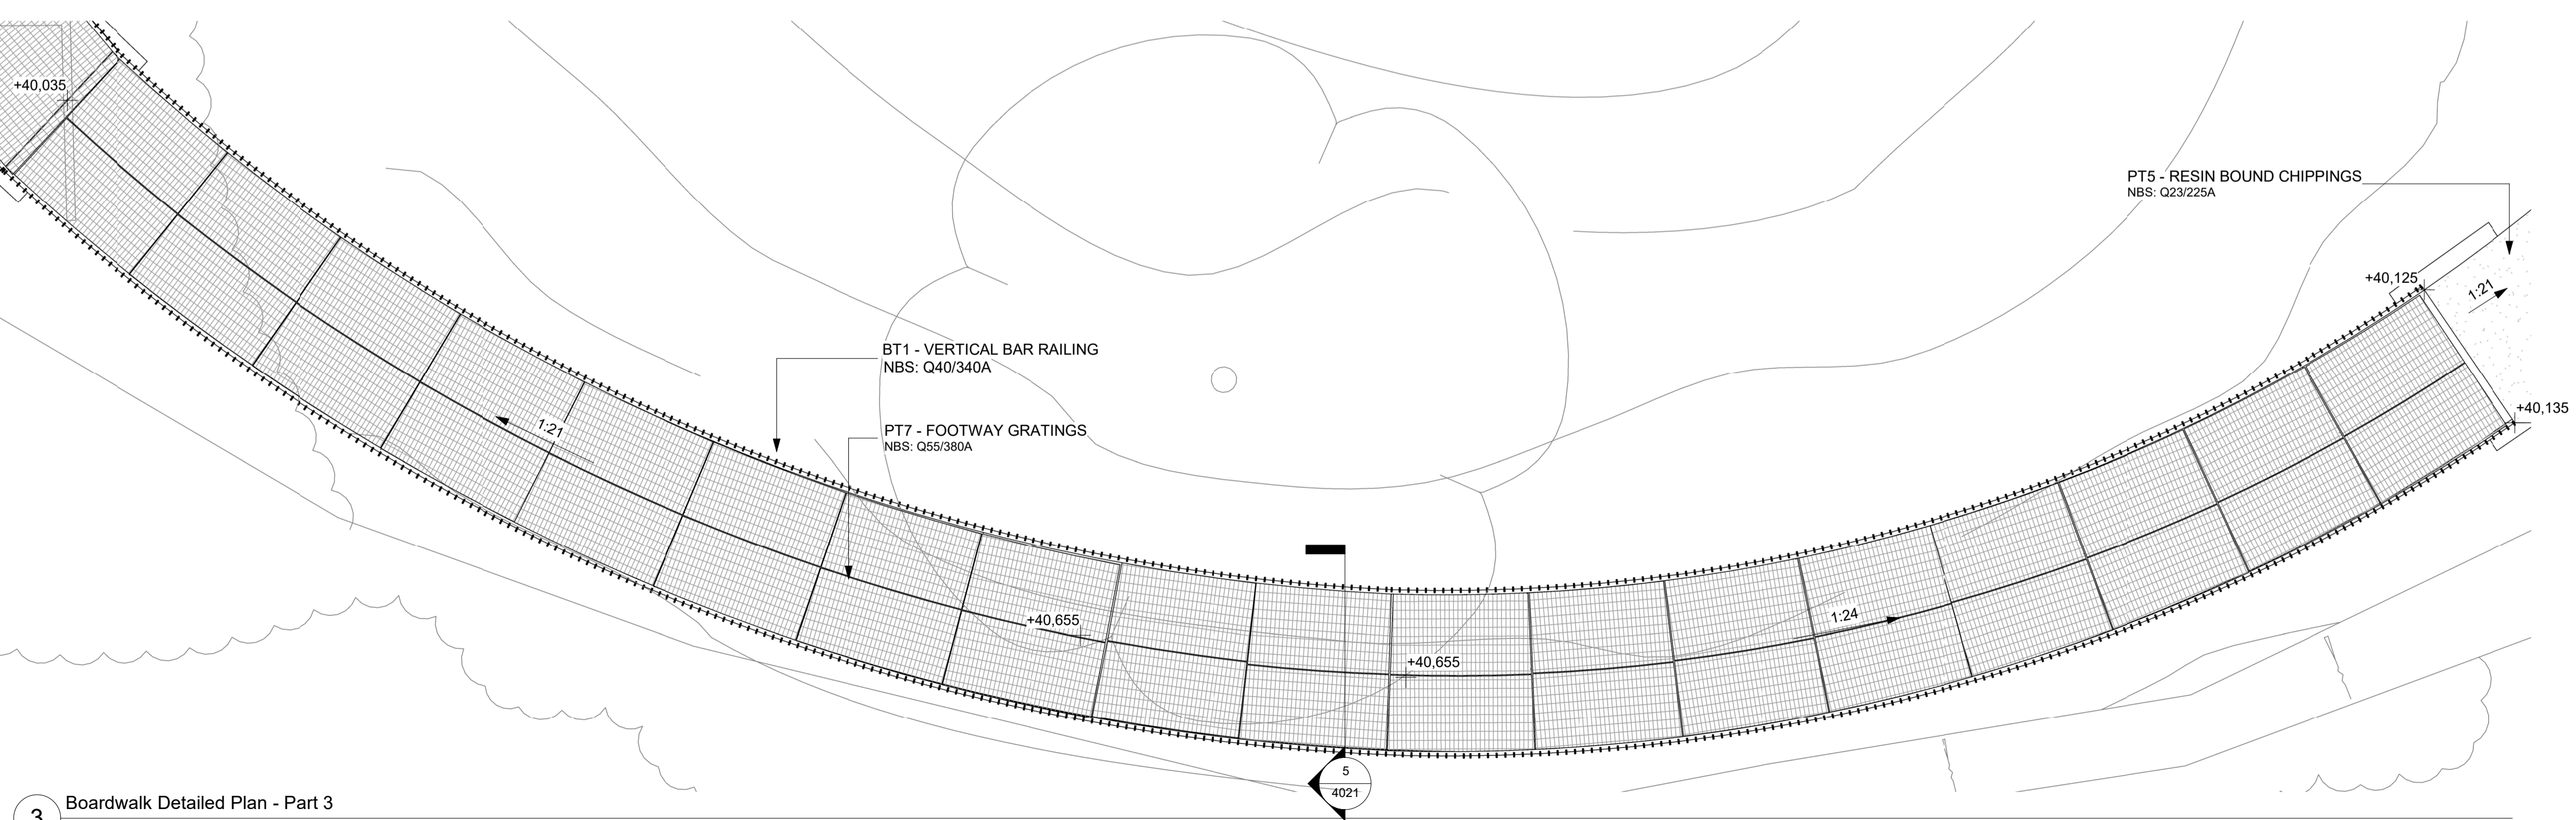 +40,035
PT5 - RESIN BOUND CHIPPINGS
NBS: Q23/225A
+40,125
1:21
BT1 - VERTICAL BAR RAILING
NBS: Q40/340A
+40,135
1:21
PT7 - FOOTWAY GRATINGS
NBS: Q55/380A
+40,655
1:24
+40,655
5
4021
3
Boardwalk Detailed Plan - Part 3